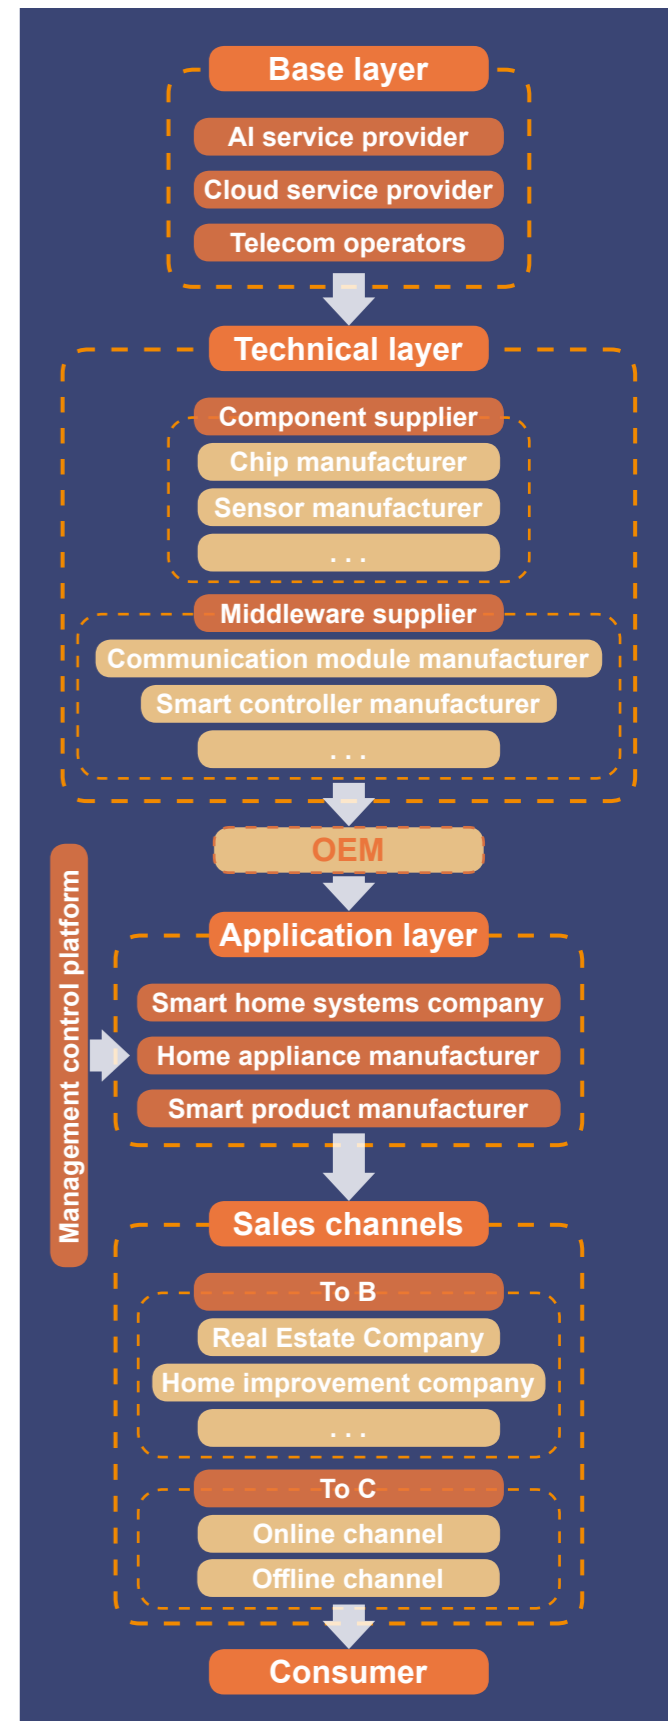 Base layer
AI service provider
Cloud service provider
Telecom operators
Technical layer
Component supplier
Chip manufacturer
Sensor manufacturer
. . .
Middleware supplier
Communication module manufacturer
Smart controller manufacturer
. . .
OEM
Management control platform
Application layer
Smart home systems company
Home appliance manufacturer
Smart product manufacturer
Sales channels
To B
Real Estate Company
Home improvement company
. . .
To C
Online channel
Offline channel
Consumer